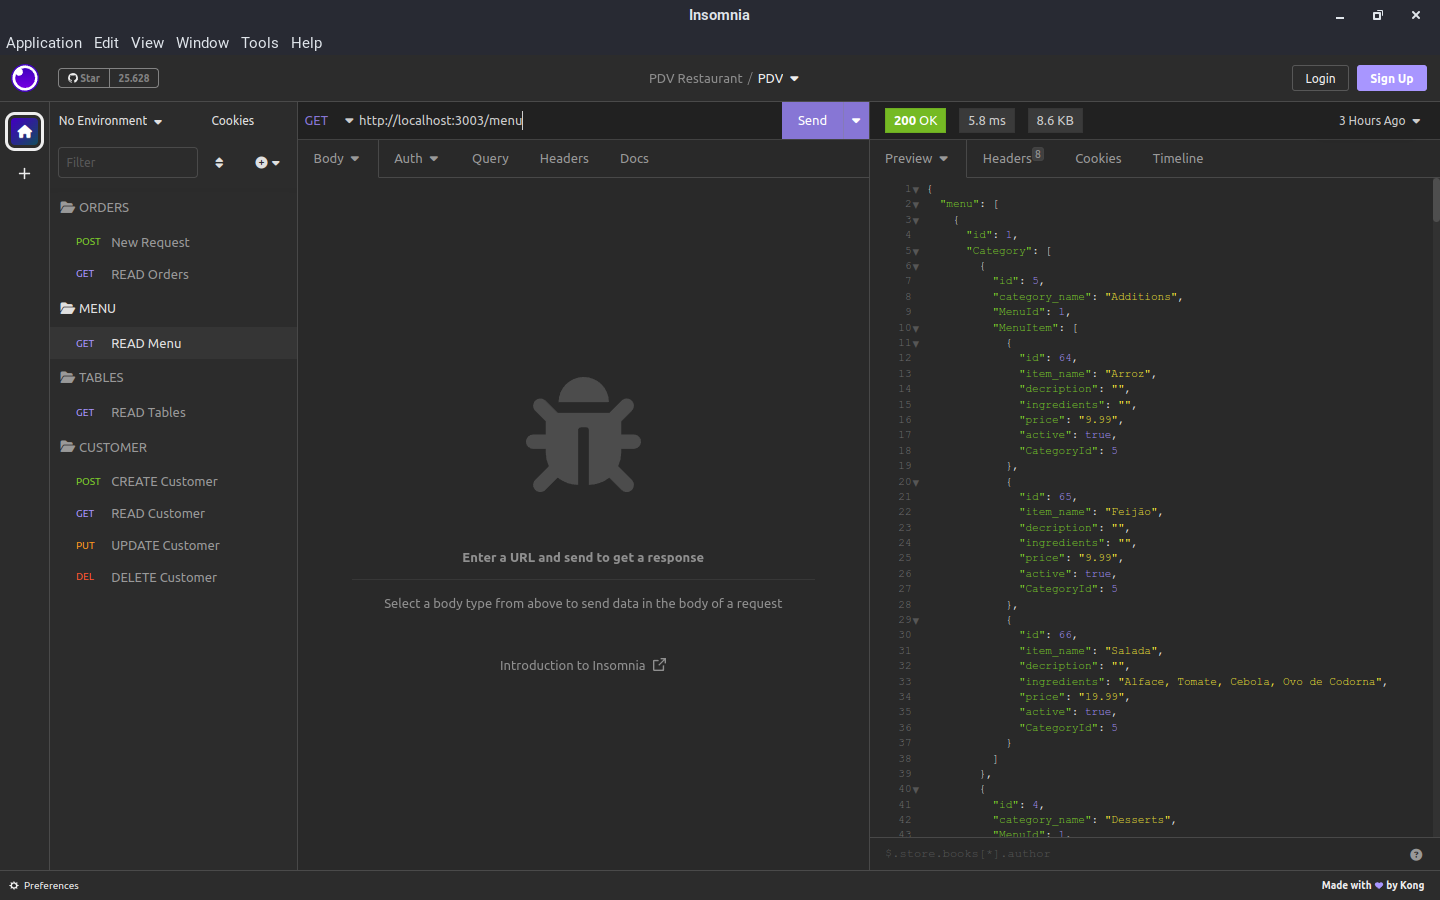 Insomnia
Application Edit View Window Tools Help
Star 25.628
PDV Restaurant / PDV
Login Sign Up
No Environment Cookies
Filter
ORDERS
POST New Request
GET READ Orders
MENU
GET READ Menu
TABLES
GET READ Tables
CUSTOMER
POST CREATE Customer
GET READ Customer
PUT UPDATE Customer
DEL DELETE Customer
GET http://localhost:3003/menu Send
Body Auth Query Headers Docs
Enter a URL and send to get a response
Select a body type from above to send data in the body of a request
Introduction to Insomnia
200 OK 5.8 ms 8.6 KB 3 Hours Ago
Preview Headers 8 Cookies Timeline
1 {
2 "menu": [
3 {
4 "id": 1,
5 "Category": [
6 {
7 "id": 5,
8 "category_name": "Additions",
9 "MenuId": 1,
10 "MenuItem": [
11 {
12 "id": 64,
13 "item_name": "Arroz",
14 "decription": "",
15 "ingredients": "",
16 "price": "9.99",
17 "active": true,
18 "CategoryId": 5
19 },
20 {
21 "id": 65,
22 "item_name": "Feijão",
23 "decription": "",
24 "ingredients": "",
25 "price": "9.99",
26 "active": true,
27 "CategoryId": 5
28 },
29 {
30 "id": 66,
31 "item_name": "Salada",
32 "decription": "",
33 "ingredients": "Alface, Tomate, Cebola, Ovo de Codorna",
34 "price": "19.99",
35 "active": true,
36 "CategoryId": 5
37 }
38 ]
39 },
40 {
41 "id": 4,
42 "category_name": "Desserts",
43 "MenuId": 1,
$.store.books[*].author
Preferences
Made with by Kong